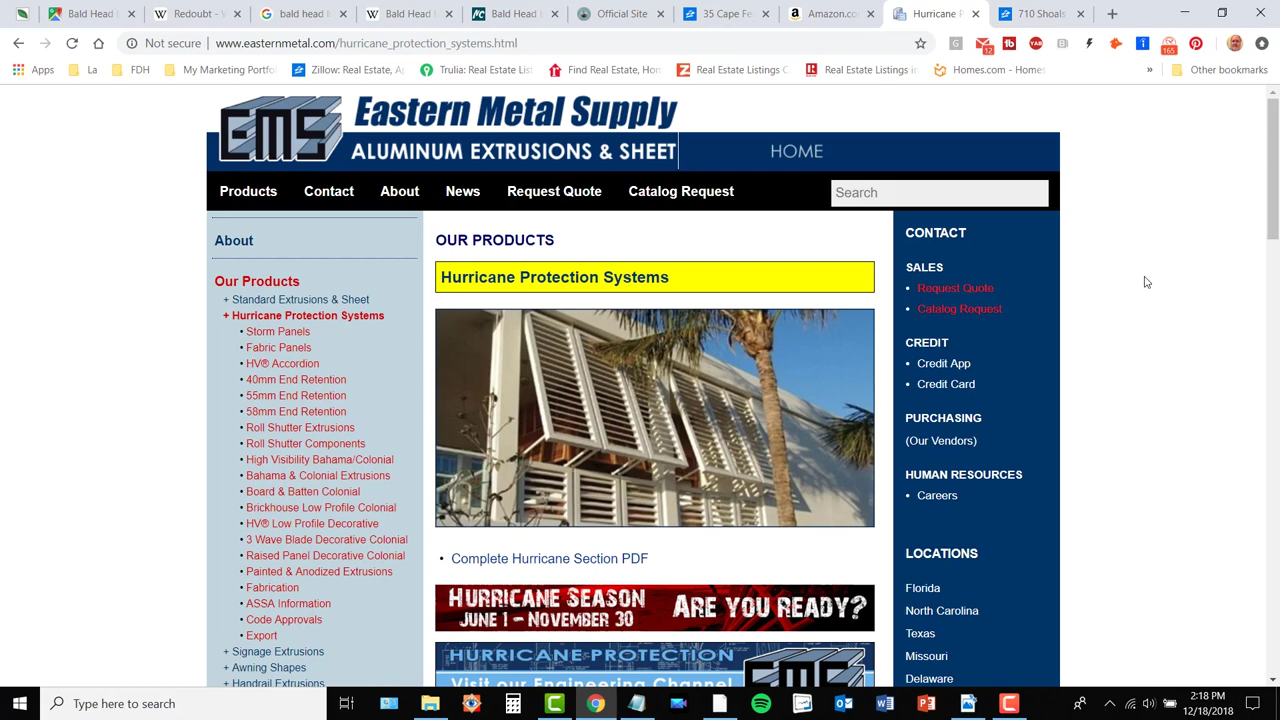 Bald Head I
Redoubt - W
bald head I
Bald Head I
Bald Head I
Official Site
35 Cape Fe
Amazon.co
Hurricane P
710 Shoals
Not secure
www.easternmetal.com/hurricane_protection_systems.html
12
165
Apps
La
FDH
My Marketing Portfo
Zillow: Real Estate, A
Trulia: Real Estate List
Find Real Estate, Hom
Real Estate Listings C
Real Estate Listings in
Homes.com - Homes
Other bookmarks
EMS
Eastern Metal Supply
ALUMINUM EXTRUSIONS & SHEET
HOME
Products
Contact
About
News
Request Quote
Catalog Request
Search
About
Our Products
+ Standard Extrusions & Sheet
+ Hurricane Protection Systems
• Storm Panels
• Fabric Panels
• HV® Accordion
• 40mm End Retention
• 55mm End Retention
• 58mm End Retention
• Roll Shutter Extrusions
• Roll Shutter Components
• High Visibility Bahama/Colonial
• Bahama & Colonial Extrusions
• Board & Batten Colonial
• Brickhouse Low Profile Colonial
• HV® Low Profile Decorative
• 3 Wave Blade Decorative Colonial
• Raised Panel Decorative Colonial
• Painted & Anodized Extrusions
• Fabrication
• ASSA Information
• Code Approvals
• Export
+ Signage Extrusions
+ Awning Shapes
+ Handrail Extrusions
OUR PRODUCTS
Hurricane Protection Systems
• Complete Hurricane Section PDF
HURRICANE SEASON
JUNE 1 - NOVEMBER 30
ARE YOU READY?
HURRICANE PROTECTION
Visit our Engineering Channel
EMS
CONTACT
SALES
• Request Quote
• Catalog Request
CREDIT
• Credit App
• Credit Card
PURCHASING
(Our Vendors)
HUMAN RESOURCES
• Careers
LOCATIONS
Florida
North Carolina
Texas
Missouri
Delaware
Type here to search
2:18 PM
12/18/2018